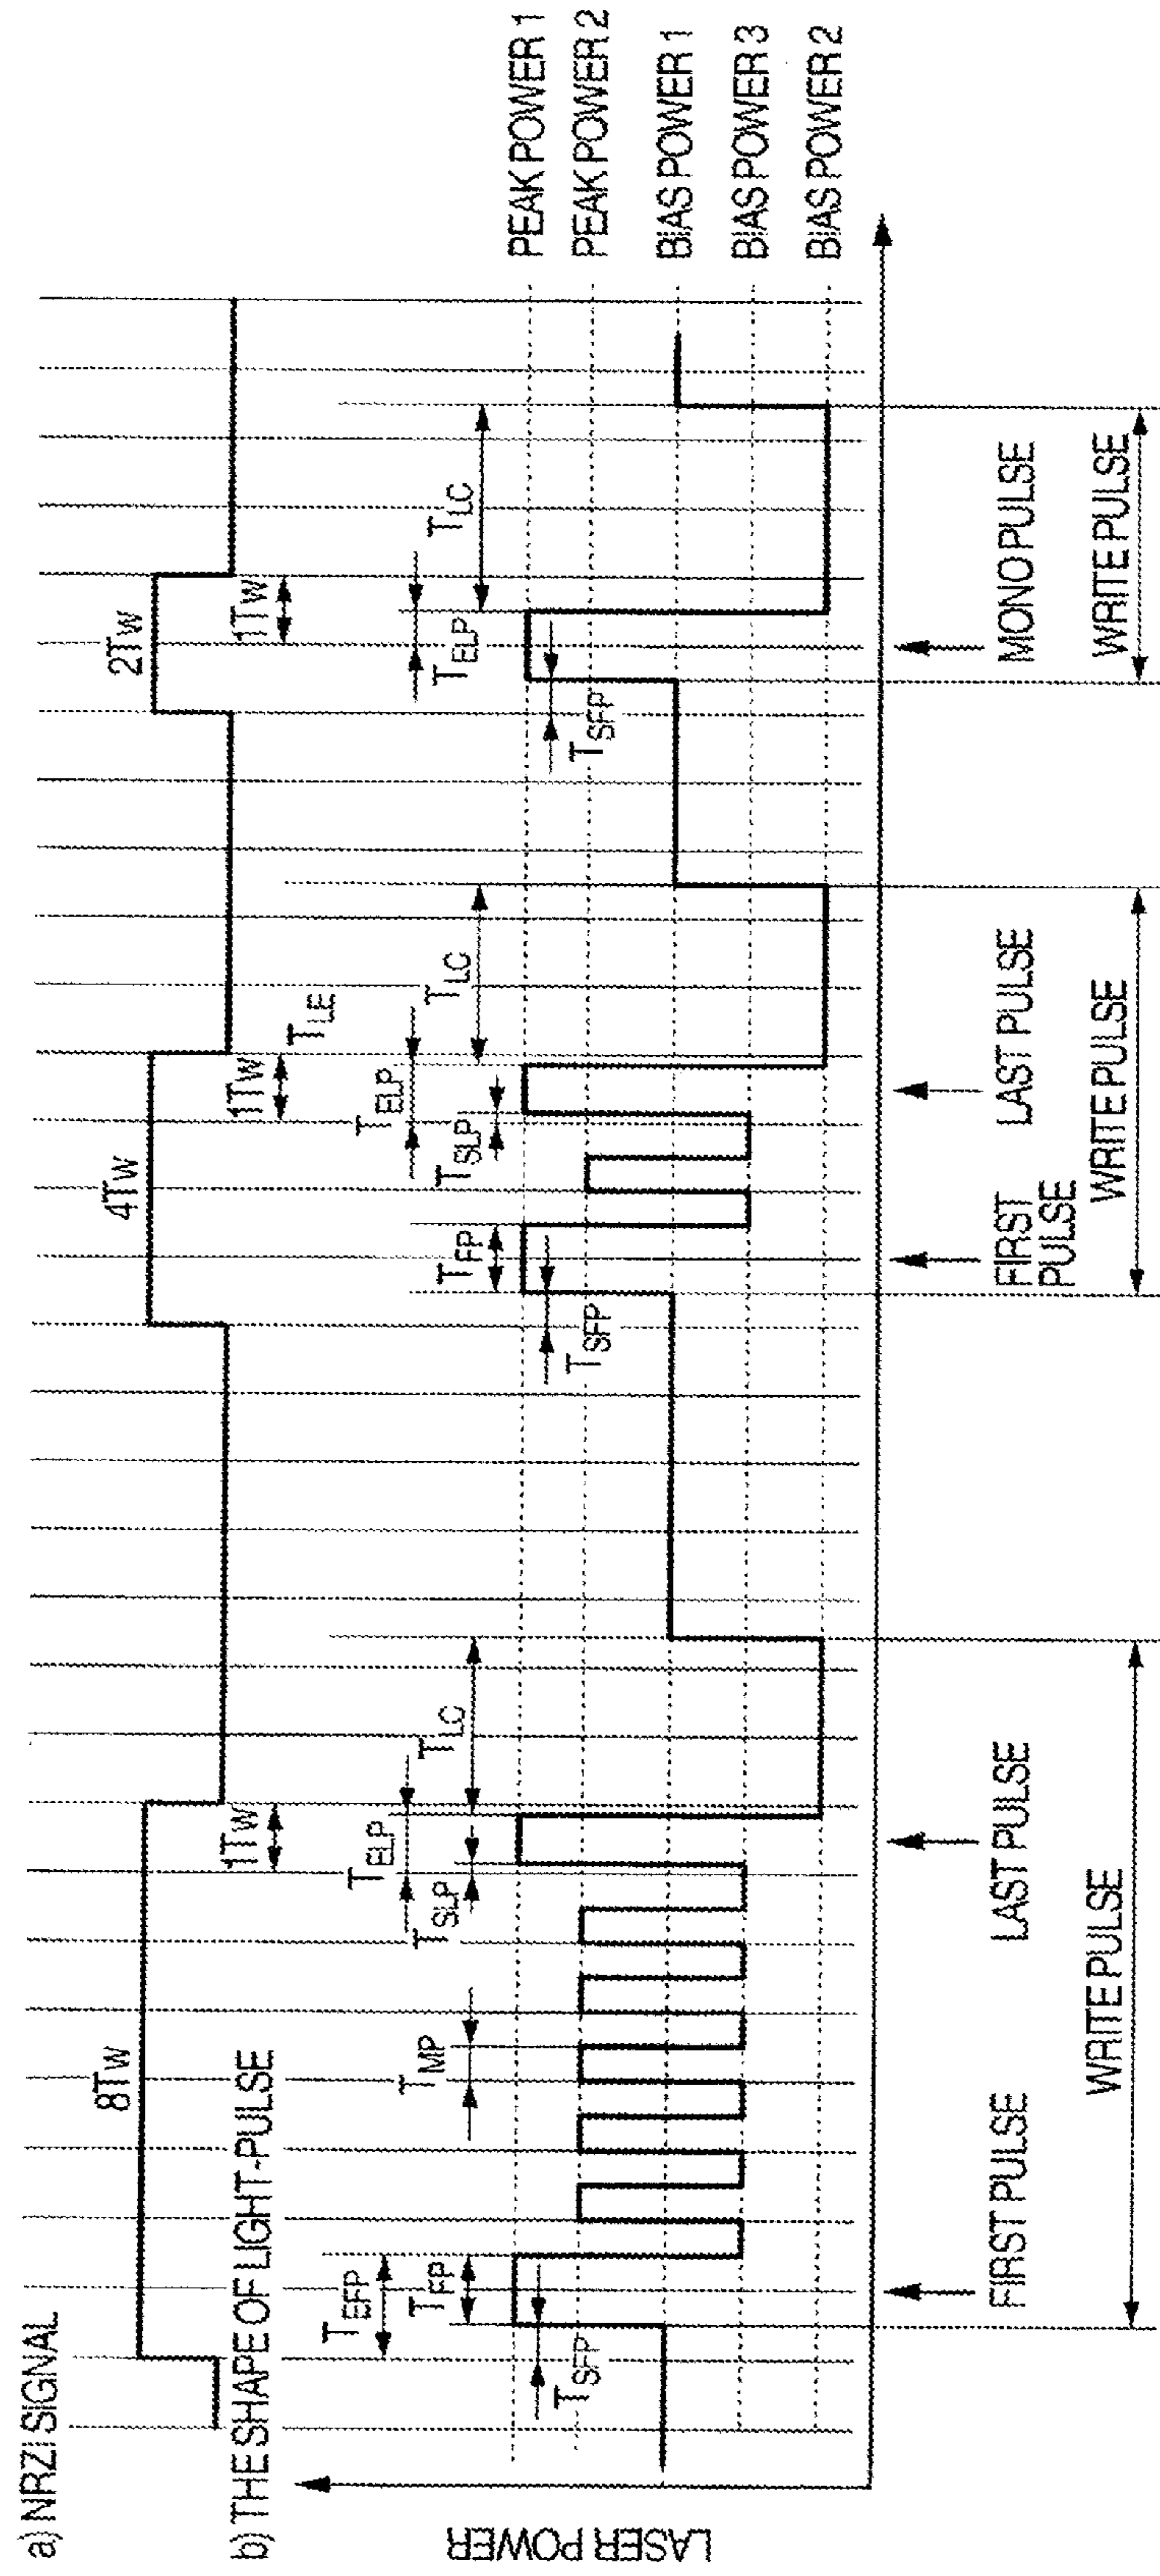 a) NRZI SIGNAL
8Tw
4Tw
2Tw
1Tw
1Tw
1Tw
b) THE SHAPE OF LIGHT-PULSE
LASER POWER
TEFP
TFP
TSFP
TMP
TELP
TSLP
TLC
TLE
TELP
TSLP
TLC
TFP
TSFP
TELP
TLC
TSFP
PEAK POWER 1
PEAK POWER 2
BIAS POWER 1
BIAS POWER 3
BIAS POWER 2
FIRST PULSE
LAST PULSE
FIRST
PULSE
LAST PULSE
MONO PULSE
WRITE PULSE
WRITE PULSE
WRITE PULSE